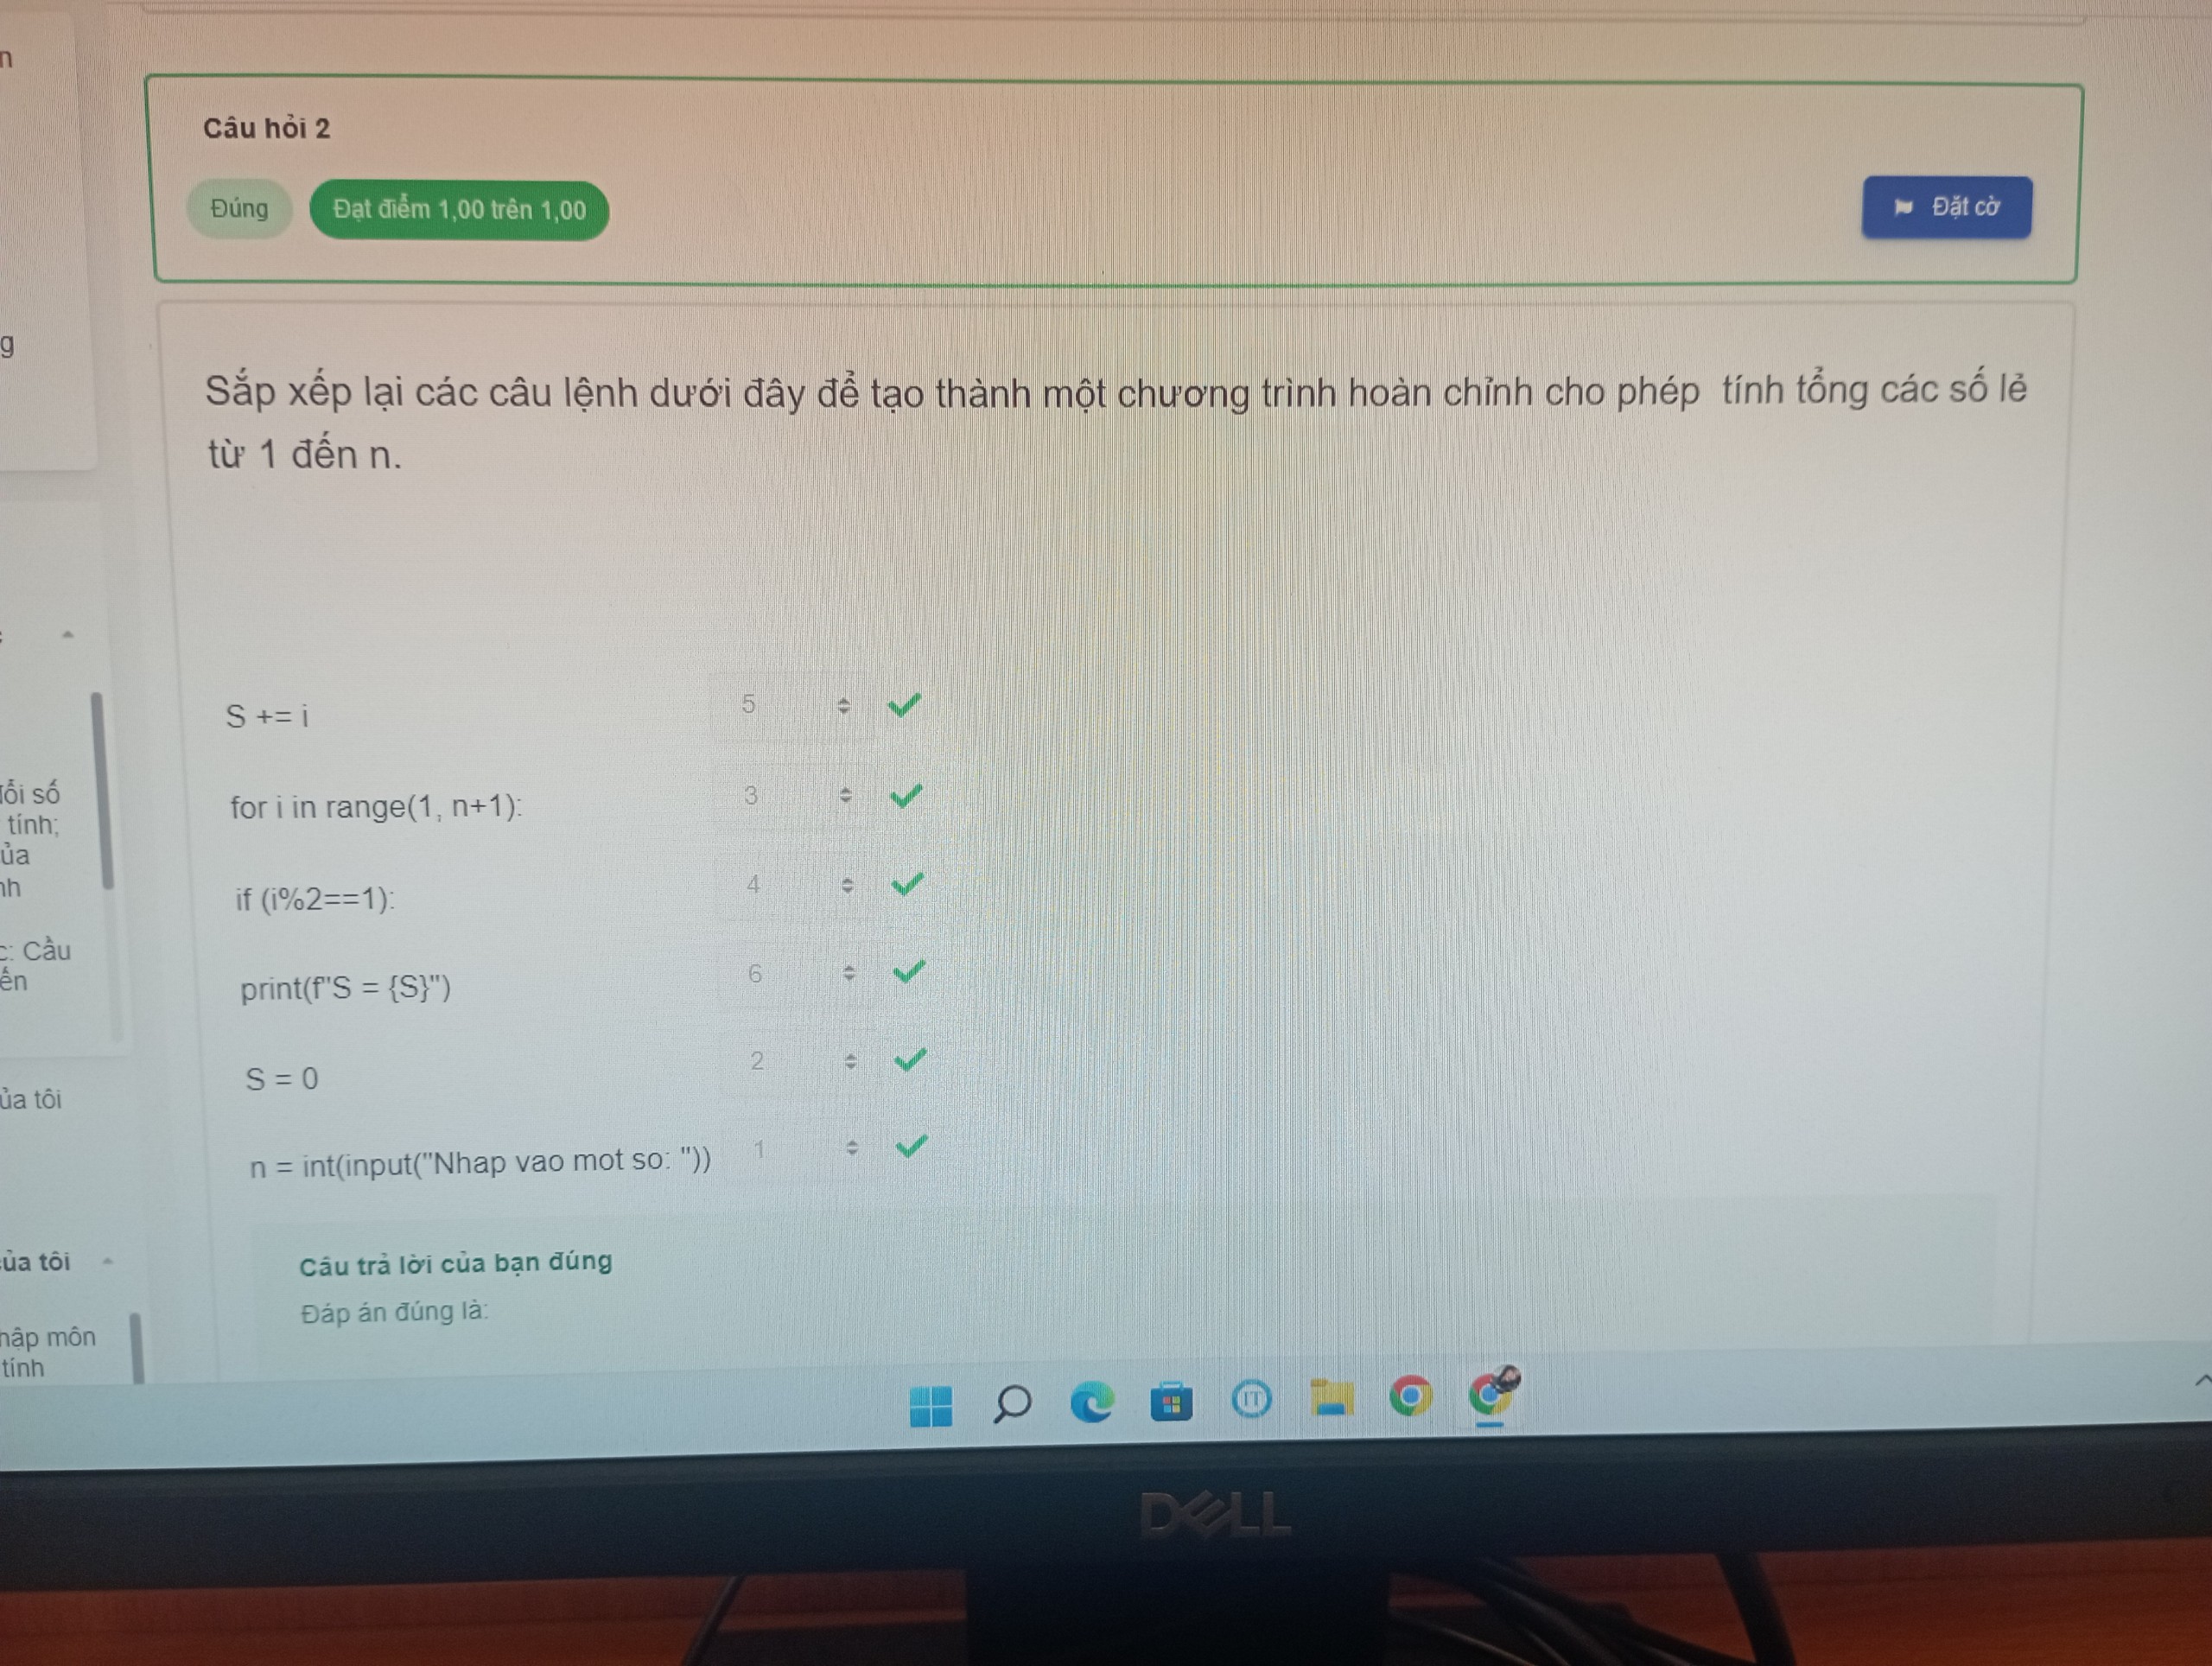 n
g
ỗi số
tính;
ủa
nh
c: Cầu
ến
ủa tôi
ủa tôi
hập môn
tính
Câu hỏi 2
Đúng
Đạt điểm 1,00 trên 1,00
Đặt cờ
Sắp xếp lại các câu lệnh dưới đây để tạo thành một chương trình hoàn chỉnh cho phép tính tổng các số lẻ
từ 1 đến n.
S += i 5
for i in range(1, n+1): 3
if (i%2==1): 4
print(f"S = {S}") 6
S = 0 2
n = int(input("Nhap vao mot so: ")) 1
Câu trả lời của bạn đúng
Đáp án đúng là:
IT
DELL